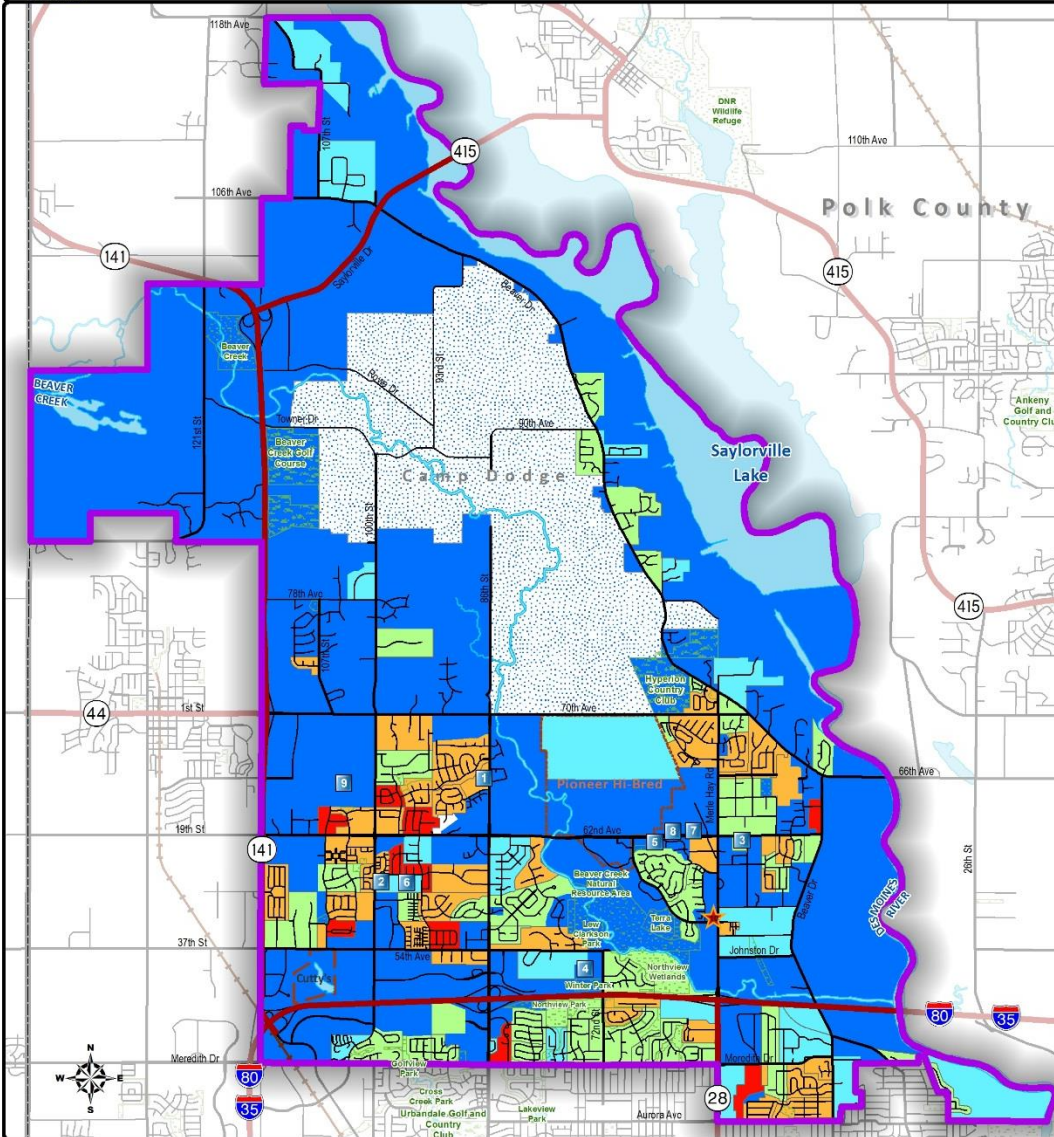 118th Ave
107th St
415
DNR
Wildlife
Refuge
110th Ave
106th Ave
Polk County
141
Saylorville Dr
415
Beaver Dr
Beaver
Creek
93rd St
BEAVER
CREEK
121st St
Towner Dr
90th Ave
Ankeny
Golf and
Country Clu
Beaver
Creek Golf
Course
Saylorville
Lake
Camp Dodge
100th St
86th St
78th Ave
415
107th St
Hyperion
Country
Club
44
1st St
70th Ave
9
1
Pioneer Hi-Bred
Merle Hay Rd
66th Ave
19th St
62nd Ave
8
7
5
3
141
26th St
2
6
Beaver Creek
Natural
Resource Area
Beaver Dr
DES MOINES
RIVER
Lew
Clarkson
Park
Terra
Lake
37th St
54th Ave
Johnston Dr
Cutty's
4
Winter Park
Northview
Wetlands
Northview Park
72nd St
80
35
N
W
E
S
Meredith Dr
Meredith Dr
80
35
Golfview
Park
Cross
Creek Park
Urbandale Golf and
Country
Club
Lakeview
Park
Aurora Ave
28